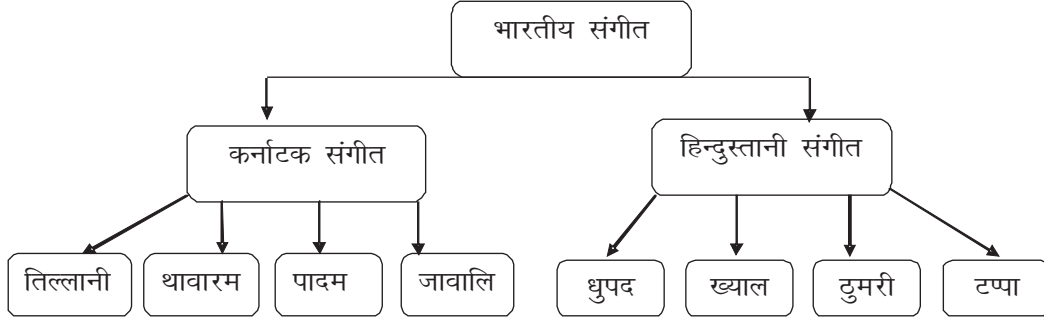 भारतीय संगीत
कर्नाटक संगीत
हिन्दुस्तानी संगीत
तिल्लानी
थावारम
पादम
जावालि
धुपद
ख्याल
ठुमरी
टप्पा